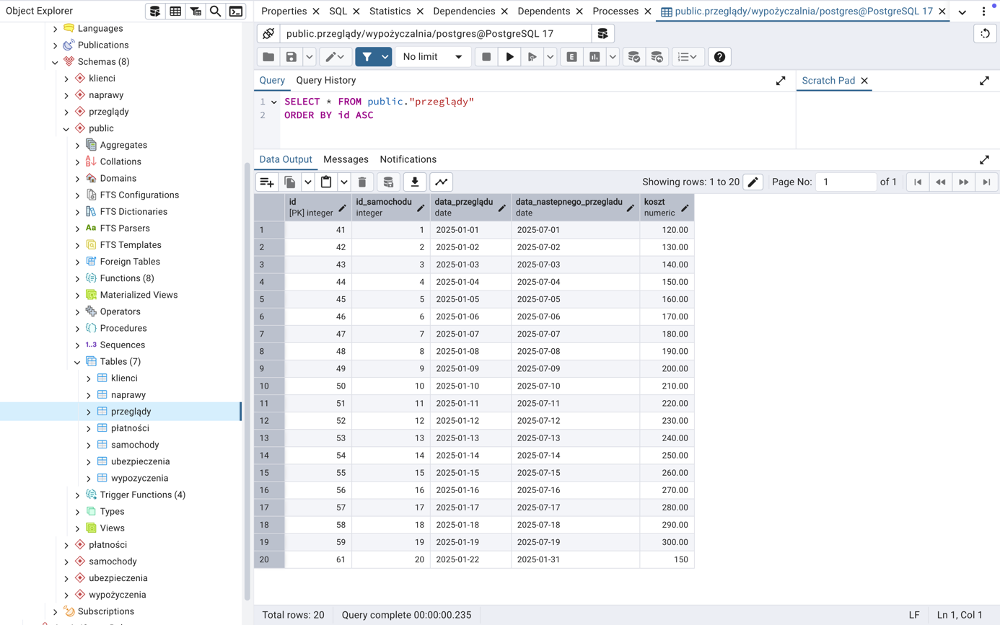 Object Explorer
Languages
Publications
Schemas (8)
klienci
naprawy
przeglądy
public
Aggregates
Collations
Domains
FTS Configurations
FTS Dictionaries
Aa FTS Parsers
FTS Templates
Foreign Tables
Functions (8)
Materialized Views
Operators
Procedures
1..3 Sequences
Tables (7)
klienci
naprawy
przeglądy
płatności
samochody
ubezpieczenia
wypozyczenia
Trigger Functions (4)
Types
Views
płatności
samochody
ubezpieczenia
wypożyczenia
Subscriptions
Properties SQL Statistics Dependencies Dependents Processes public.przeglądy/wypożyczalnia/postgres@PostgreSQL 17
public.przeglądy/wypożyczalnia/postgres@PostgreSQL 17
No limit E
Query Query History Scratch Pad
1 SELECT * FROM public."przeglądy"
2 ORDER BY id ASC
Data Output Messages Notifications
Showing rows: 1 to 20 Page No: 1 of 1
id id_samochodu data_przeglądu data_nastepnego_przegladu koszt
[PK] integer integer date date numeric
1 41 1 2025-01-01 2025-07-01 120.00
2 42 2 2025-01-02 2025-07-02 130.00
3 43 3 2025-01-03 2025-07-03 140.00
4 44 4 2025-01-04 2025-07-04 150.00
5 45 5 2025-01-05 2025-07-05 160.00
6 46 6 2025-01-06 2025-07-06 170.00
7 47 7 2025-01-07 2025-07-07 180.00
8 48 8 2025-01-08 2025-07-08 190.00
9 49 9 2025-01-09 2025-07-09 200.00
10 50 10 2025-01-10 2025-07-10 210.00
11 51 11 2025-01-11 2025-07-11 220.00
12 52 12 2025-01-12 2025-07-12 230.00
13 53 13 2025-01-13 2025-07-13 240.00
14 54 14 2025-01-14 2025-07-14 250.00
15 55 15 2025-01-15 2025-07-15 260.00
16 56 16 2025-01-16 2025-07-16 270.00
17 57 17 2025-01-17 2025-07-17 280.00
18 58 18 2025-01-18 2025-07-18 290.00
19 59 19 2025-01-19 2025-07-19 300.00
20 61 20 2025-01-22 2025-01-31 150
Total rows: 20 Query complete 00:00:00.235 LF Ln 1, Col 1